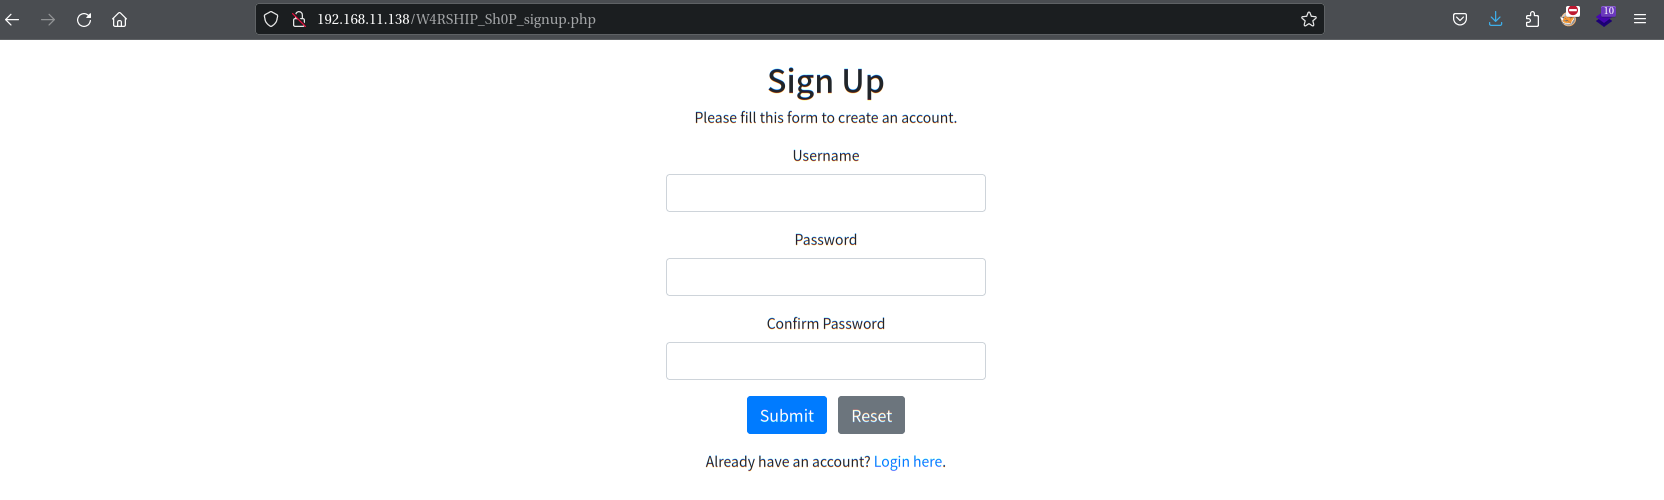 192.168.11.138/W4RSHIP_Sh0P_signup.php
10
Sign Up
Please fill this form to create an account.
Username
Password
Confirm Password
Submit Reset
Already have an account? Login here.